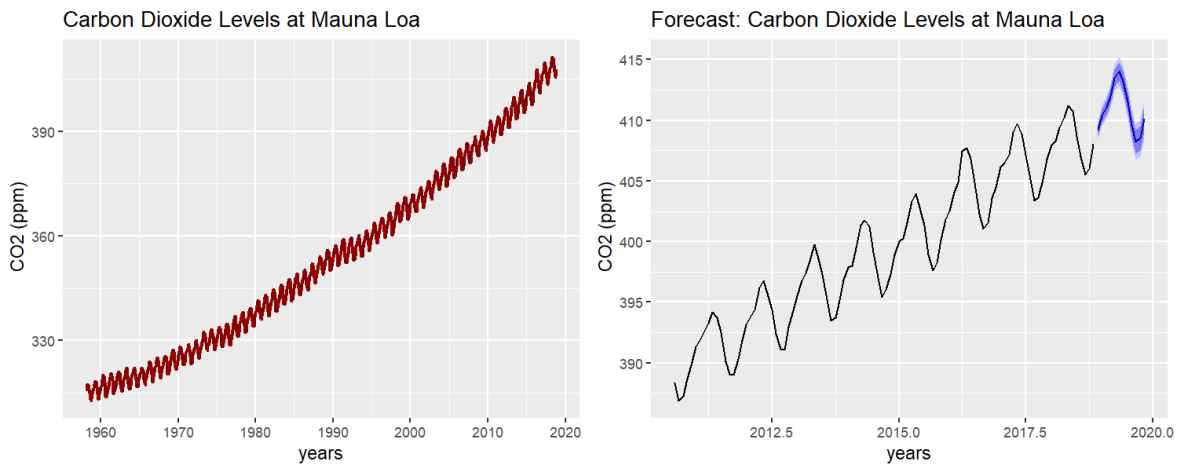 Carbon Dioxide Levels at Mauna Loa
390
360
330
CO2 (ppm)
1960 1970 1980 1990 2000 2010 2020
years
Forecast: Carbon Dioxide Levels at Mauna Loa
415
410
405
400
395
390
CO2 (ppm)
2012.5 2015.0 2017.5 2020.0
years